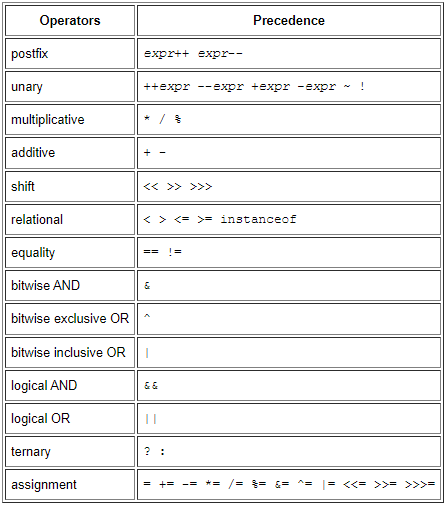 Operators Precedence
postfix expr++ expr--
unary ++expr --expr +expr -expr ~ !
multiplicative * / %
additive + -
shift << >> >>>
relational < > <= >= instanceof
equality == !=
bitwise AND &
bitwise exclusive OR ^
bitwise inclusive OR |
logical AND &&
logical OR ||
ternary ? :
assignment = += -= *= /= %= &= ^= |= <<= >>= >>>=